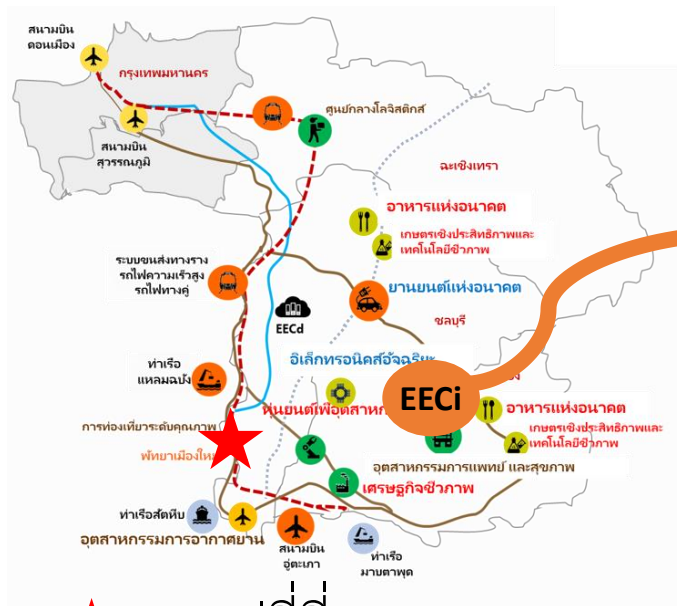 สนามบิน
ดอนเมือง
กรุงเทพมหานคร
ศูนย์กลางโลจิสติกส์
สนามบิน
สุวรรณภูมิ
ฉะเชิงเทรา
อาหารแห่งอนาคต
เกษตรเชิงประสิทธิภาพและ
เทคโนโลยีชีวภาพ
ระบบขนส่งทางราง
รถไฟความเร็วสูง
รถไฟทางคู่
ยานยนต์แห่งอนาคต
EECd
ชลบุรี
อิเล็กทรอนิคส์อัจฉริยะ
ท่าเรือ
แหลมฉบัง
EECi
อาหารแห่งอนาคต
การท่องเที่ยวระดับคุณภาพ
เกษตรเชิงประสิทธิภาพและ
เทคโนโลยีชีวภาพ
พัทยาเมืองใหม่
อุตสาหกรรมการแพทย์ และสุขภาพ
เศรษฐกิจชีวภาพ
ท่าเรือสัตหีบ
อุตสาหกรรมการอากาศยาน
สนามบิน
อู่ตะเภา
ท่าเรือ
มาบตาพุด